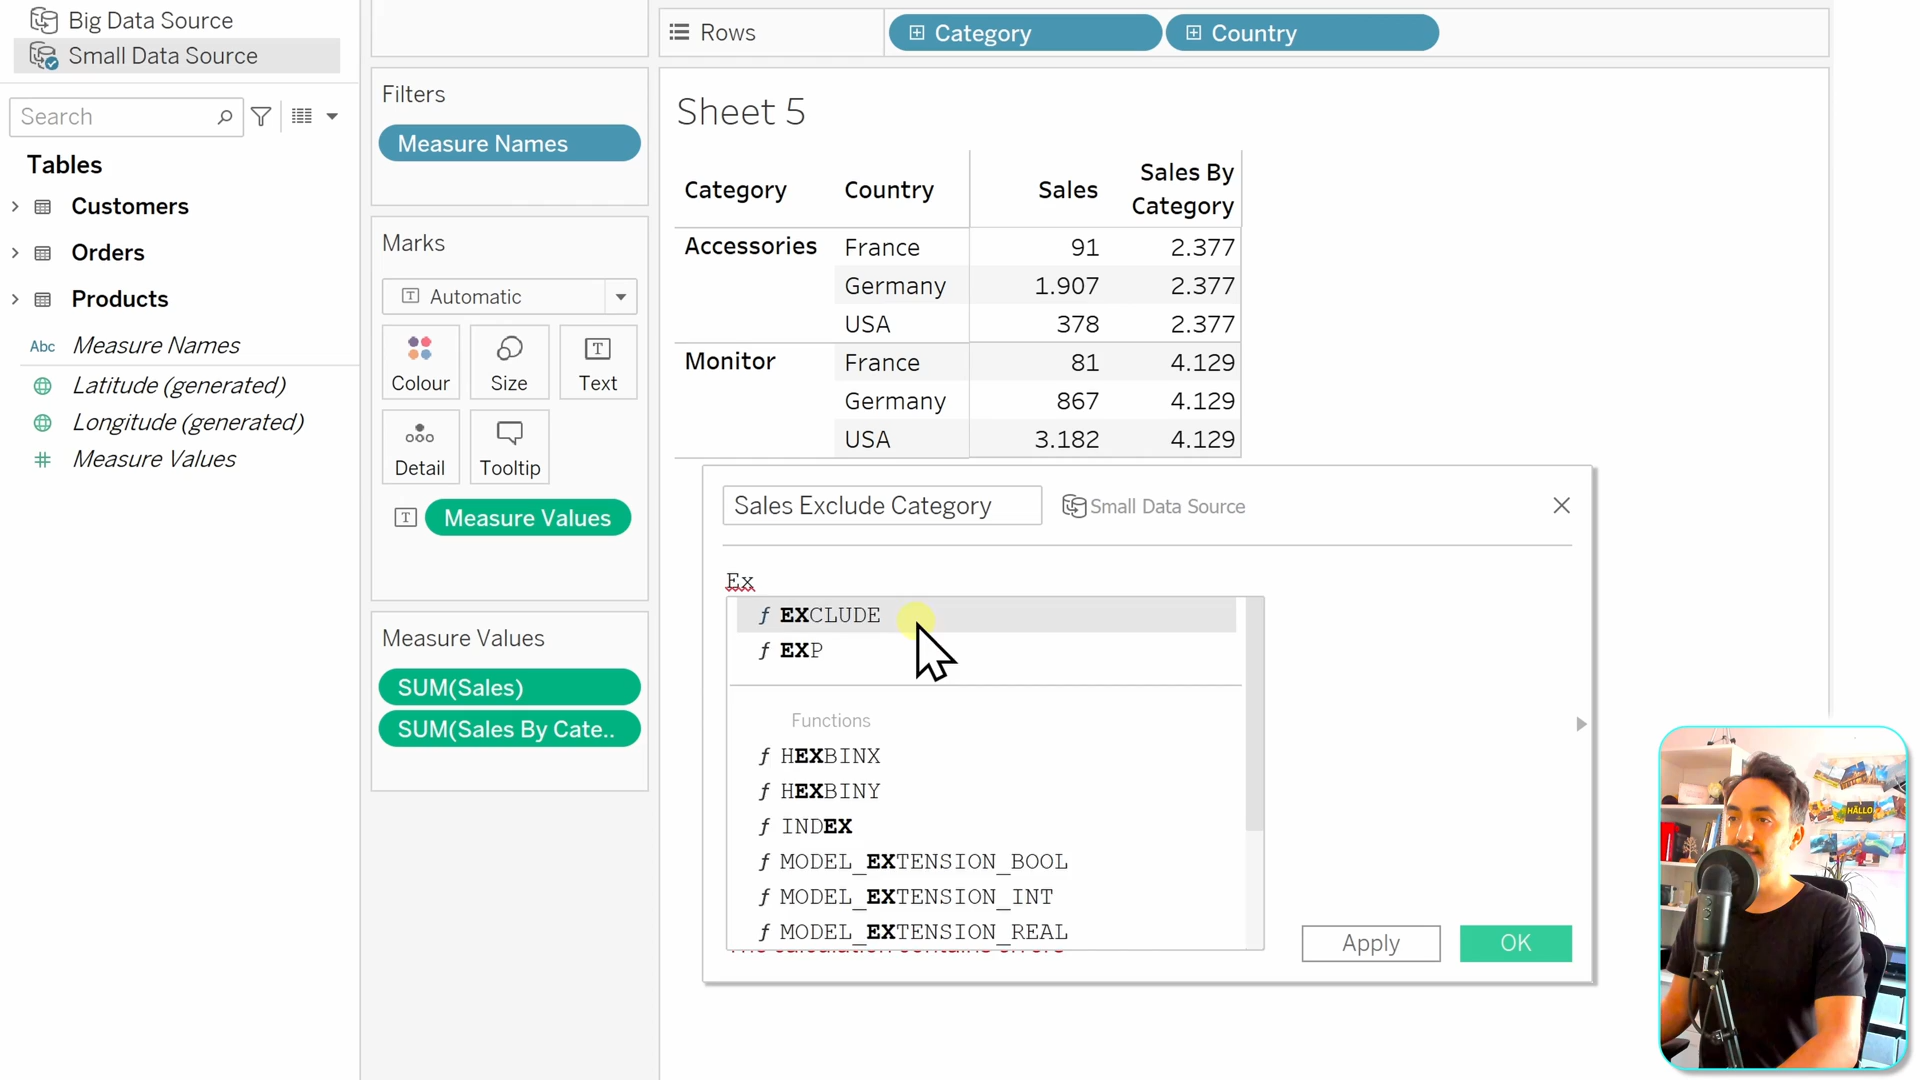 Big Data Source
Small Data Source
Search
Tables
Customers
Orders
Products
Abc Measure Names
Latitude (generated)
Longitude (generated)
Measure Values
Filters
Measure Names
Marks
Automatic
Colour Size Text
Detail Tooltip
Measure Values
Measure Values
SUM(Sales)
SUM(Sales By Cate..
Rows Category Country
Sheet 5
Category Country Sales Sales By Category
Accessories France 91 2.377
Germany 1.907 2.377
USA 378 2.377
Monitor France 81 4.129
Germany 867 4.129
USA 3.182 4.129
Sales Exclude Category Small Data Source
Ex
EXCLUDE
EXP
Functions
HEXBINX
HEXBINY
INDEX
MODEL_EXTENSION_BOOL
MODEL_EXTENSION_INT
MODEL_EXTENSION_REAL
Apply OK
HALLO